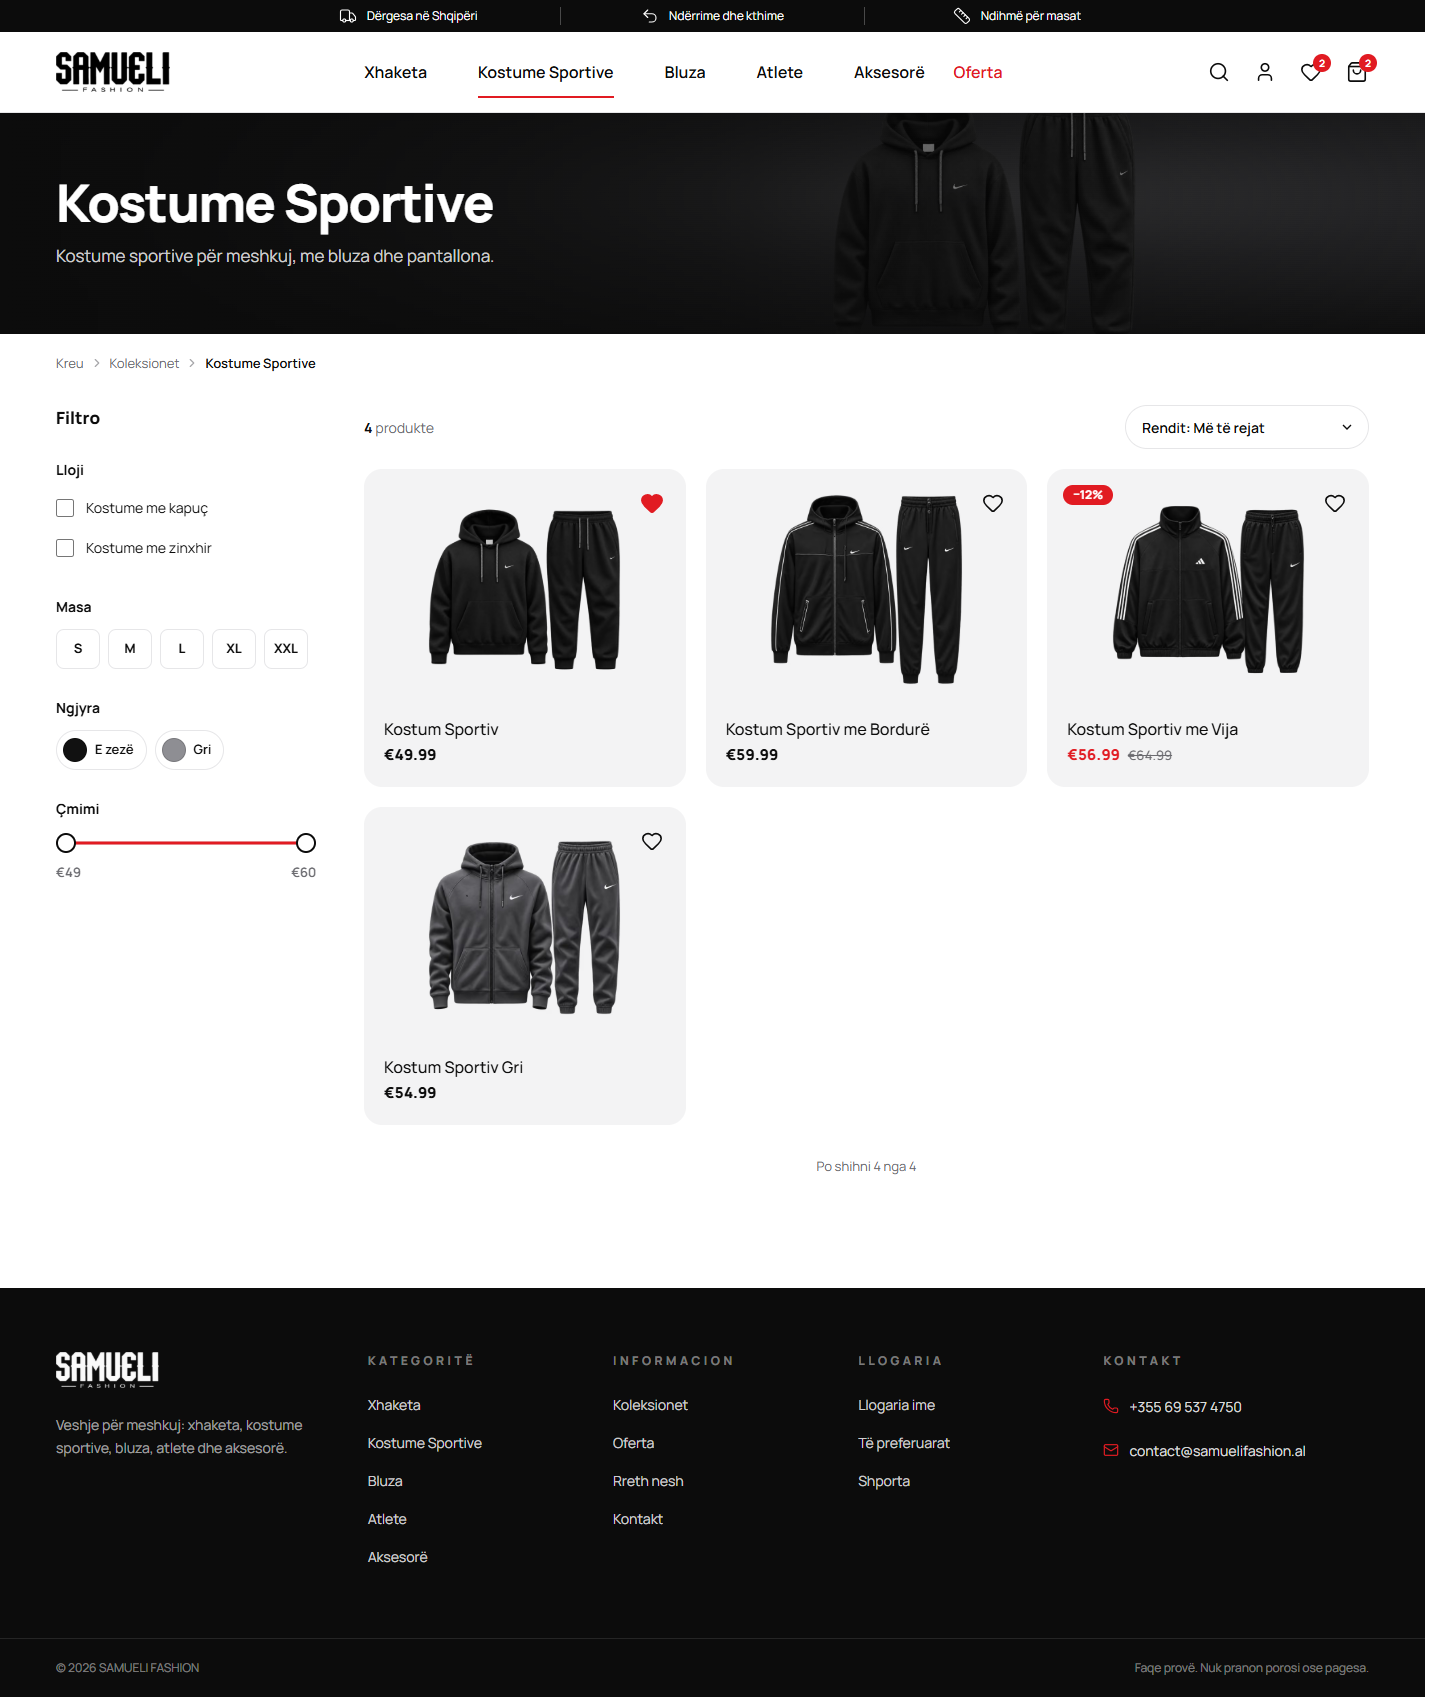 Dërgesa në Shqipëri
Ndërrime dhe kthime
Ndihmë për masat
SAMUELI
FASHION
Xhaketa
Kostume Sportive
Bluza
Atlete
Aksesorë
Oferta
2
2
Kostume Sportive
Kostume sportive për meshkuj, me bluza dhe pantallona.
Kreu > Koleksionet > Kostume Sportive
Filtro
Lloji
Kostume me kapuç
Kostume me zinxhir
Masa
S
M
L
XL
XXL
Ngjyra
E zezë
Gri
Çmimi
€49
€60
4 produkte
Rendit: Më të rejat
Kostum Sportiv
€49.99
Kostum Sportiv me Bordurë
€59.99
−12%
Kostum Sportiv me Vija
€56.99 €64.99
Kostum Sportiv Gri
€54.99
Po shihni 4 nga 4
SAMUELI
FASHION
Veshje për meshkuj: xhaketa, kostume
sportive, bluza, atlete dhe aksesorë.
KATEGORITË
Xhaketa
Kostume Sportive
Bluza
Atlete
Aksesorë
INFORMACION
Koleksionet
Oferta
Rreth nesh
Kontakt
LLOGARIA
Llogaria ime
Të preferuarat
Shporta
KONTAKT
+355 69 537 4750
contact@samuelifashion.al
© 2026 SAMUELI FASHION
Faqe provë. Nuk pranon porosi ose pagesa.